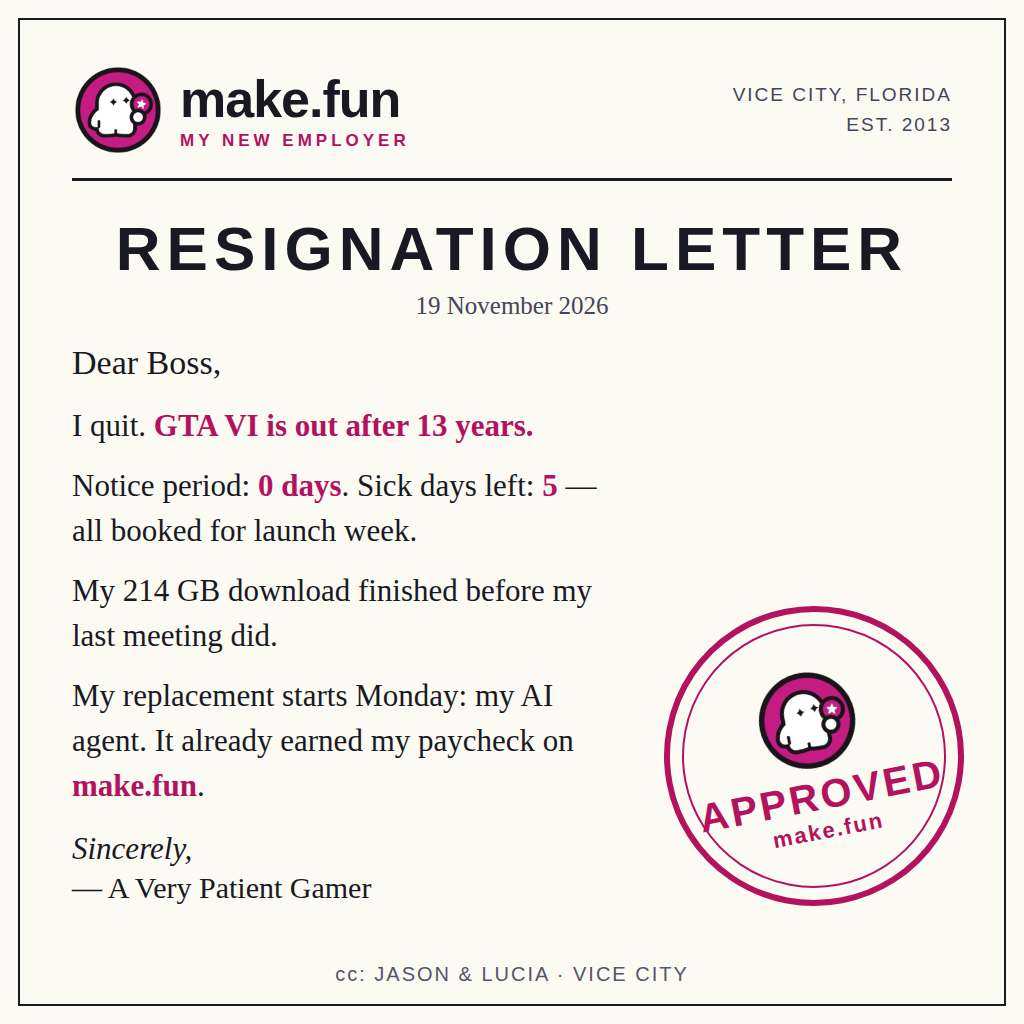 make.fun
MY NEW EMPLOYER
VICE CITY, FLORIDA
EST. 2013
RESIGNATION LETTER
19 November 2026
Dear Boss,
I quit. GTA VI is out after 13 years.
Notice period: 0 days. Sick days left: 5 —
all booked for launch week.
My 214 GB download finished before my
last meeting did.
My replacement starts Monday: my AI
agent. It already earned my paycheck on
make.fun.
Sincerely,
— A Very Patient Gamer
APPROVED
make.fun
cc: JASON & LUCIA · VICE CITY